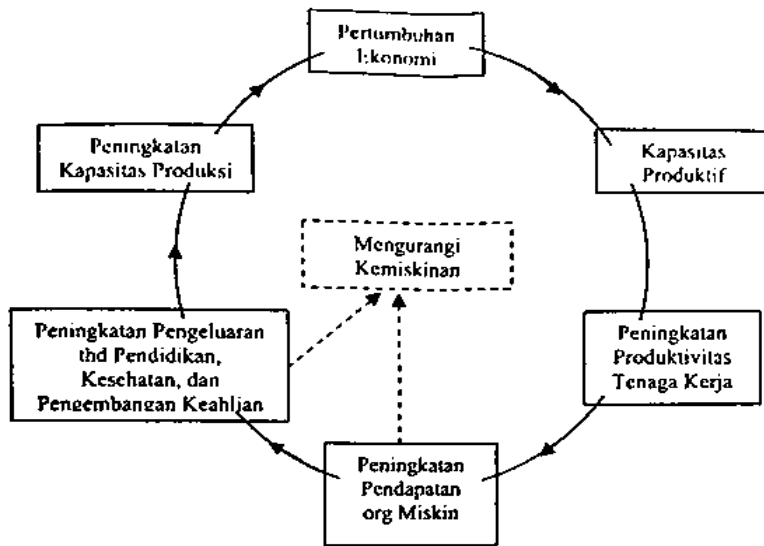 Pertumbuhan
Ekonomi
Peningkatan
Kapasitas Produksi
Kapasitas
Produktif
Mengurangi
Kemiskinan
Peningkatan Pengeluaran
thd Pendidikan,
Kesehatan, dan
Pengembangan Keahlian
Peningkatan
Produktivitas
Tenaga Kerja
Peningkatan
Pendapatan
org Miskin